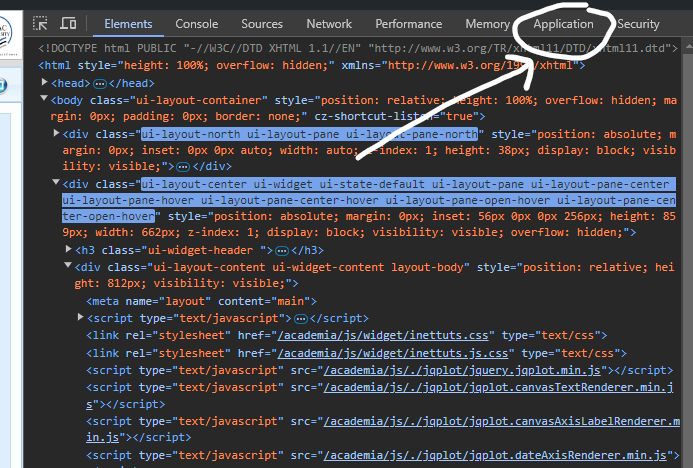 Elements Console Sources Network Performance Memory Application Security
<!DOCTYPE html PUBLIC "-//W3C//DTD XHTML 1.1//EN" "http://www.w3.org/TR/xhtml11/DTD/xhtml11.dtd">
<html style="height: 100%; overflow: hidden;" xmlns="http://www.w3.org/1999/xhtml">
<head> </head>
<body class="ui-layout-container" style="position: relative; height: 100%; overflow: hidden; mar
gin: 0px; padding: 0px; border: none;" cz-shortcut-listen="true">
<div class="ui-layout-north ui-layout-pane ui-layout-pane-north" style="position: absolute; m
argin: 0px; inset: 0px 0px auto; width: auto; z-index: 1; height: 38px; display: block; visib
ility: visible;"> </div>
<div class="ui-layout-center ui-widget ui-state-default ui-layout-pane ui-layout-pane-center
ui-layout-pane-hover ui-layout-pane-center-hover ui-layout-pane-open-hover ui-layout-pane-cen
ter-open-hover" style="position: absolute; margin: 0px; inset: 56px 0px 0px 256px; height: 85
9px; width: 662px; z-index: 1; display: block; visibility: visible; overflow: hidden;">
<h3 class="ui-widget-header "> </h3>
<div class="ui-layout-content ui-widget-content layout-body" style="position: relative; hei
ght: 812px; visibility: visible;">
<meta name="layout" content="main">
<script type="text/javascript"> </script>
<link rel="stylesheet" href="/academia/js/widget/inettuts.css" type="text/css">
<link rel="stylesheet" href="/academia/js/widget/inettuts.js.css" type="text/css">
<script type="text/javascript" src="/academia/js/./jqplot/jquery.jqplot.min.js"></script>
<script type="text/javascript" src="/academia/js/./jqplot/jqplot.canvasTextRenderer.min.j
s"></script>
<script type="text/javascript" src="/academia/js/./jqplot/jqplot.canvasAxisLabelRenderer.m
in.js"></script>
<script type="text/javascript" src="/academia/js/./jqplot/jqplot.dateAxisRenderer.min.js">
</script>